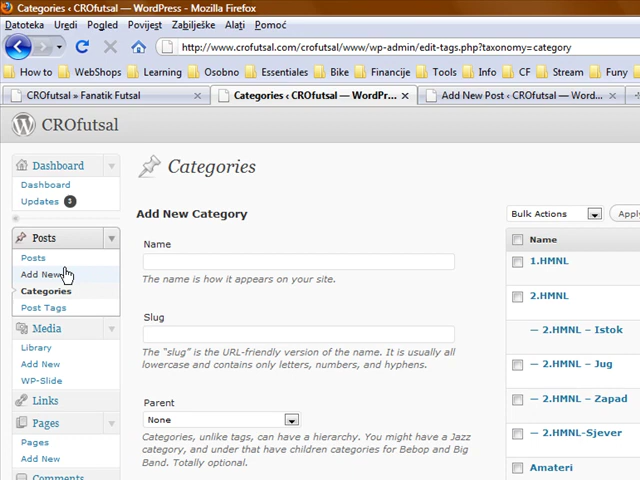 Categories ‹ CROfutsal — WordPress - Mozilla Firefox
Datoteka Uredi Pogled Povijest Zabilješke Alati Pomoć
http://www.crofutsal.com/crofutsal/www/wp-admin/edit-tags.php?taxonomy=category
How to WebShops Learning Osobno Essentiales Bike Financije Tools Info CF Stream Funy
CROfutsal » Fanatik Futsal
Categories ‹ CROfutsal — WordPr...
Add New Post ‹ CROfutsal — Word...
CROfutsal
Dashboard
Dashboard
Updates 3
Posts
Posts
Add New
Categories
Post Tags
Media
Library
Add New
WP-Slide
Links
Pages
Pages
Add New
Comments
Categories
Add New Category
Name
The name is how it appears on your site.
Slug
The “slug” is the URL-friendly version of the name. It is usually all
lowercase and contains only letters, numbers, and hyphens.
Parent
None
Categories, unlike tags, can have a hierarchy. You might have a Jazz
category, and under that have children categories for Bebop and Big
Band. Totally optional.
Bulk Actions
Apply
Name
1.HMNL
2.HMNL
— 2.HMNL – Istok
— 2.HMNL – Jug
— 2.HMNL – Zapad
— 2.HMNL-Sjever
Amateri